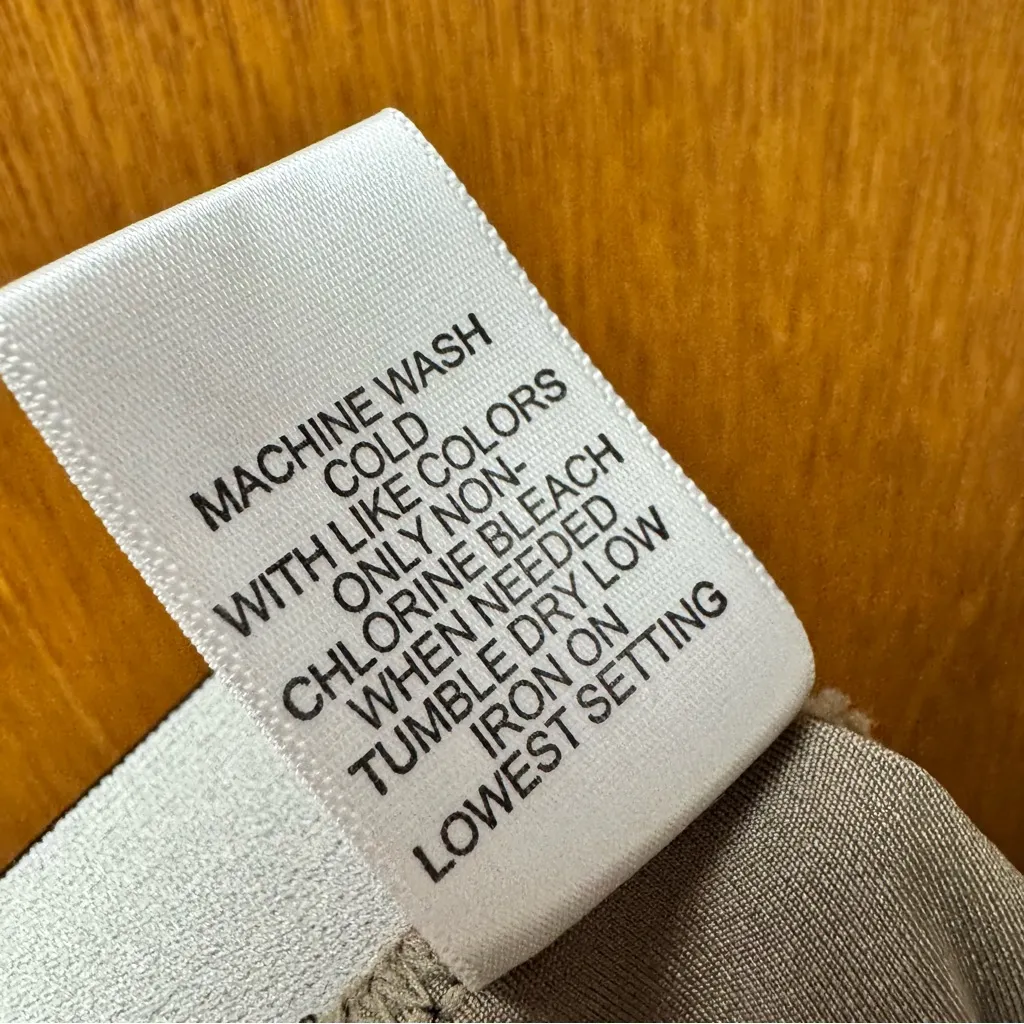 MACHINE WASH
COLD
WITH LIKE COLORS
ONLY NON-
CHLORINE BLEACH
WHEN NEEDED
TUMBLE DRY LOW
IRON ON
LOWEST SETTING